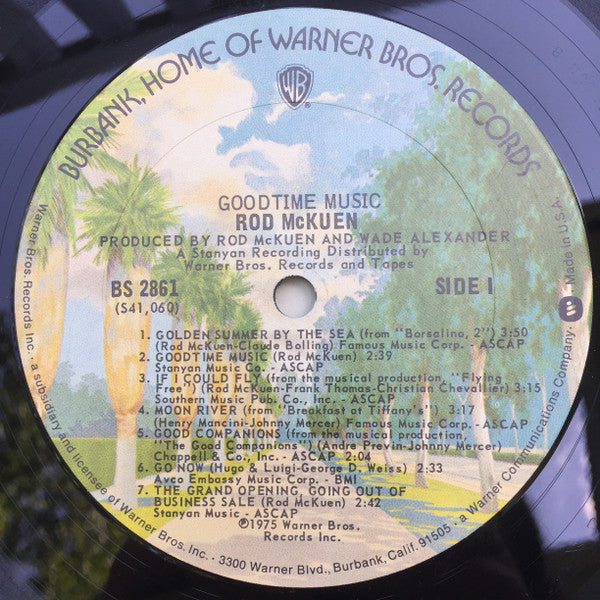 BURBANK, HOME OF WARNER BROS. RECORDS
WB
GOODTIME MUSIC
ROD McKUEN
PRODUCED BY ROD McKUEN AND WADE ALEXANDER
A Stanyan Recording Distributed by
Warner Bros. Records and Tapes
BS 2861
(S41,060)
SIDE 1
1. GOLDEN SUMMER BY THE SEA (from "Borsalino, 2") 3:50
(Rod McKuen-Claude Bolling) Famous Music Corp. - ASCAP
2. GOODTIME MUSIC (Rod McKuen) 2:39
Stanyan Music Co. - ASCAP
3. IF I COULD FLY (from the musical production, "Flying
Free") (Rod McKuen-Frank Thomas-Christian Chevallier) 3:15
Southern Music Pub. Co., Inc. - ASCAP
4. MOON RIVER (from "Breakfast at Tiffany's") 3:17
(Henry Mancini-Johnny Mercer) Famous Music Corp. - ASCAP
5. GOOD COMPANIONS (from the musical production,
"The Good Companions") (Andre Previn-Johnny Mercer)
Chappell & Co., Inc. - ASCAP 2:04
6. GO NOW (Hugo & Luigi-George D. Weiss) 2:33
Avco Embassy Music Corp. - BMI
7. THE GRAND OPENING, GOING OUT OF
BUSINESS SALE (Rod McKuen) 2:42
Stanyan Music - ASCAP
℗1975 Warner Bros.
Records Inc.
Warner Bros. Records Inc. · a subsidiary and licensee of Warner Bros. Inc. · 3300 Warner Blvd., Burbank, Calif. 91505 · a Warner Communications Company.
Made in U.S.A.